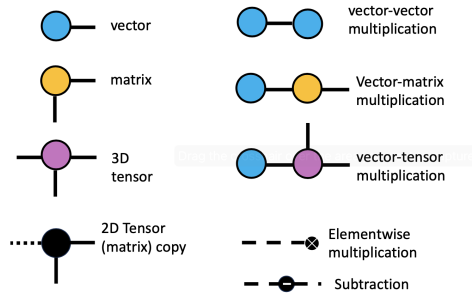 vector
matrix
3D
tensor
2D Tensor
(matrix) copy
vector-vector
multiplication
Vector-matrix
multiplication
vector-tensor
multiplication
Elementwise
multiplication
Subtraction